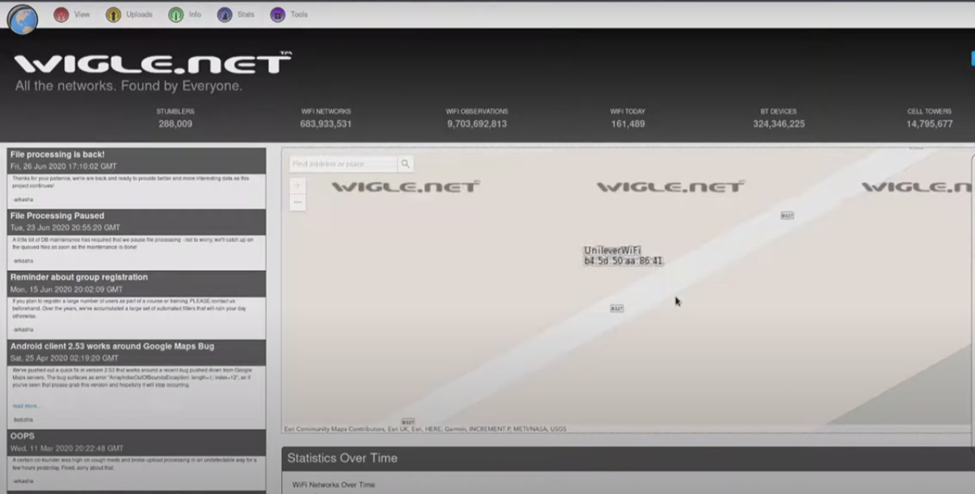 View Uploads Info Stats Tools
WIGLE.NET™
All the networks. Found by Everyone.
STUMBLERS WIFI NETWORKS WIFI OBSERVATIONS WIFI TODAY BT DEVICES CELL TOWERS
288,009 683,933,531 9,703,692,813 161,489 324,346,225 14,795,677
File processing is back!
Fri, 26 Jun 2020 17:10:02 GMT
Thanks for your patience, we're back and ready to provide better and more interesting data as this
project continues!
-arkasha
File Processing Paused
Tue, 23 Jun 2020 20:55:20 GMT
A little bit of DB maintenance has required that we pause file processing - not to worry, we'll catch up on
the queued files as soon as the maintenance is done!
-arkasha
Reminder about group registration
Mon, 15 Jun 2020 20:02:09 GMT
If you plan to register a large number of users as part of a course or training, PLEASE contact us
beforehand. Over the years, we've accumulated a large set of automated filters that will ruin your day
otherwise.
-arkasha
Android client 2.53 works around Google Maps Bug
Sat, 25 Apr 2020 02:19:20 GMT
We've pushed out a quick fix in version 2.53 that works around a recent bug pushed down from Google
Maps servers. The bug surfaces as error "ArrayIndexOutOfBoundsException: length=1; index=12", so if
you've seen that please grab this version and hopefully it will stop occurring.
read more...
OOPS
Wed, 11 Mar 2020 20:22:48 GMT
A certain co-founder was high on cough meds and broke upload processing in an undetectable way for a
few hours yesterday. Fixed, sorry about that.
-arkasha
Find address or place
WIGLE.NET WIGLE.NET WIGLE.N
UnileverWiFi
b4:5d:50:aa:86:41
Esri Community Maps Contributors, Esri UK, Esri, HERE, Garmin, INCREMENT P, METI/NASA, USGS
Statistics Over Time
WiFi Networks Over Time